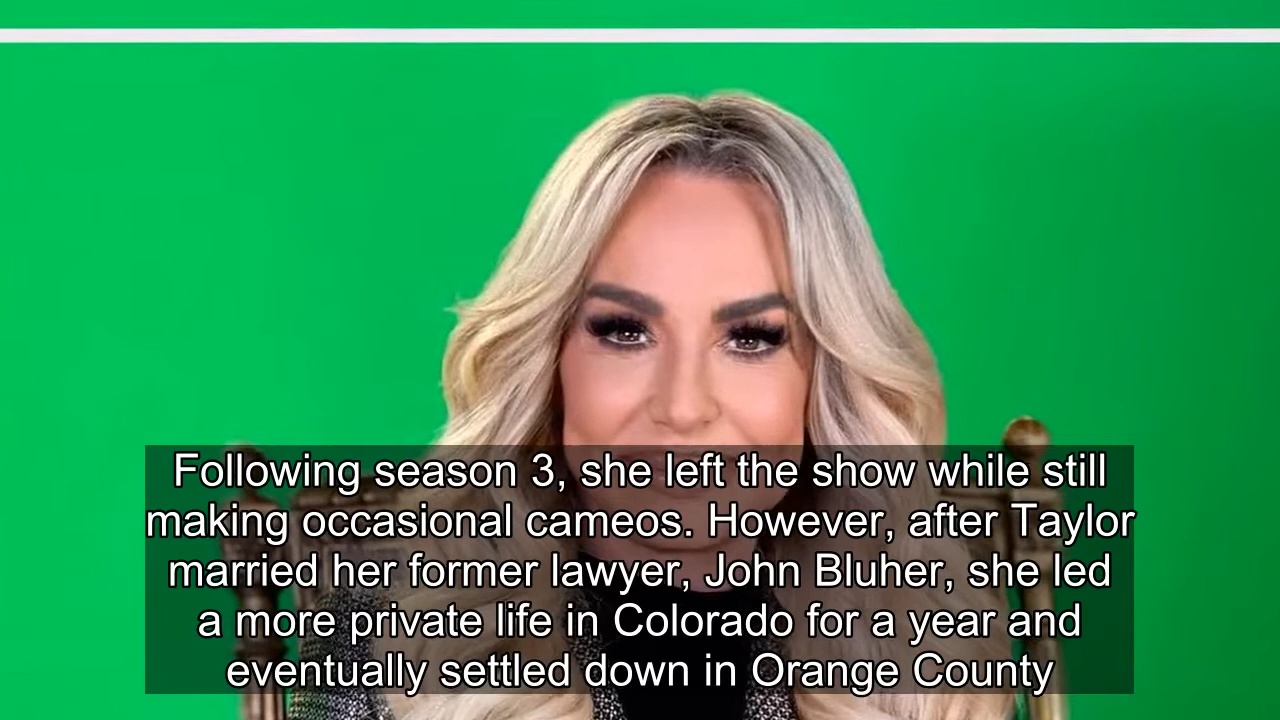 Following season 3, she left the show while still
making occasional cameos. However, after Taylor
married her former lawyer, John Bluher, she led
a more private life in Colorado for a year and
eventually settled down in Orange County